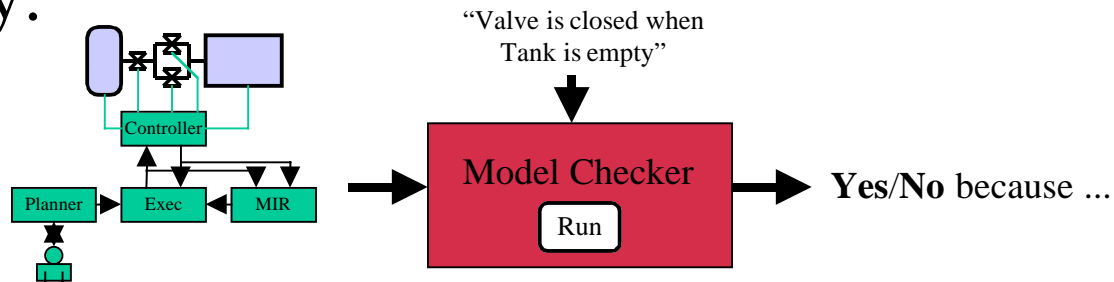 y.
“Valve is closed when
Tank is empty”
Controller
Planner
Exec
MIR
Model Checker
Run
Yes/No because ...